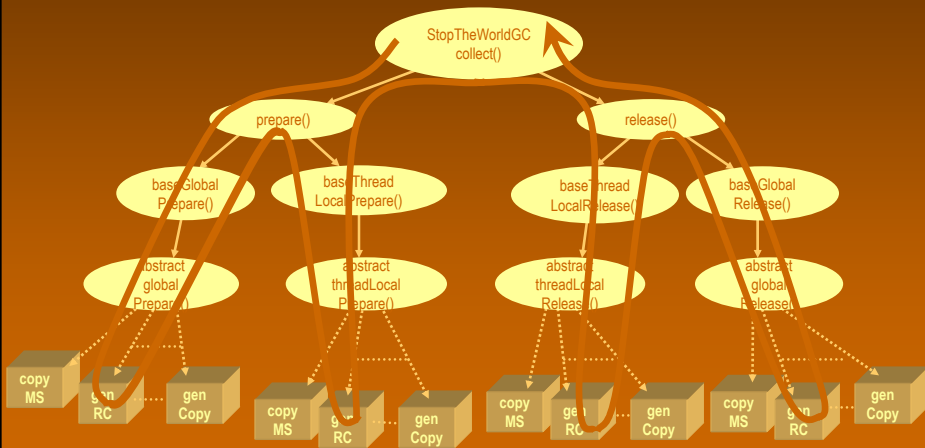 StopTheWorldGC
collect()
prepare()
release()
baseGlobal
Prepare()
baseThread
LocalPrepare()
baseThread
LocalRelease()
baseGlobal
Release()
abstract
global
Prepare()
abstract
threadLocal
Prepare()
abstract
threadLocal
Release()
abstract
global
Release()
copy
MS
gen
RC
gen
Copy
copy
MS
gen
RC
gen
Copy
copy
MS
gen
RC
gen
Copy
copy
MS
gen
RC
gen
Copy